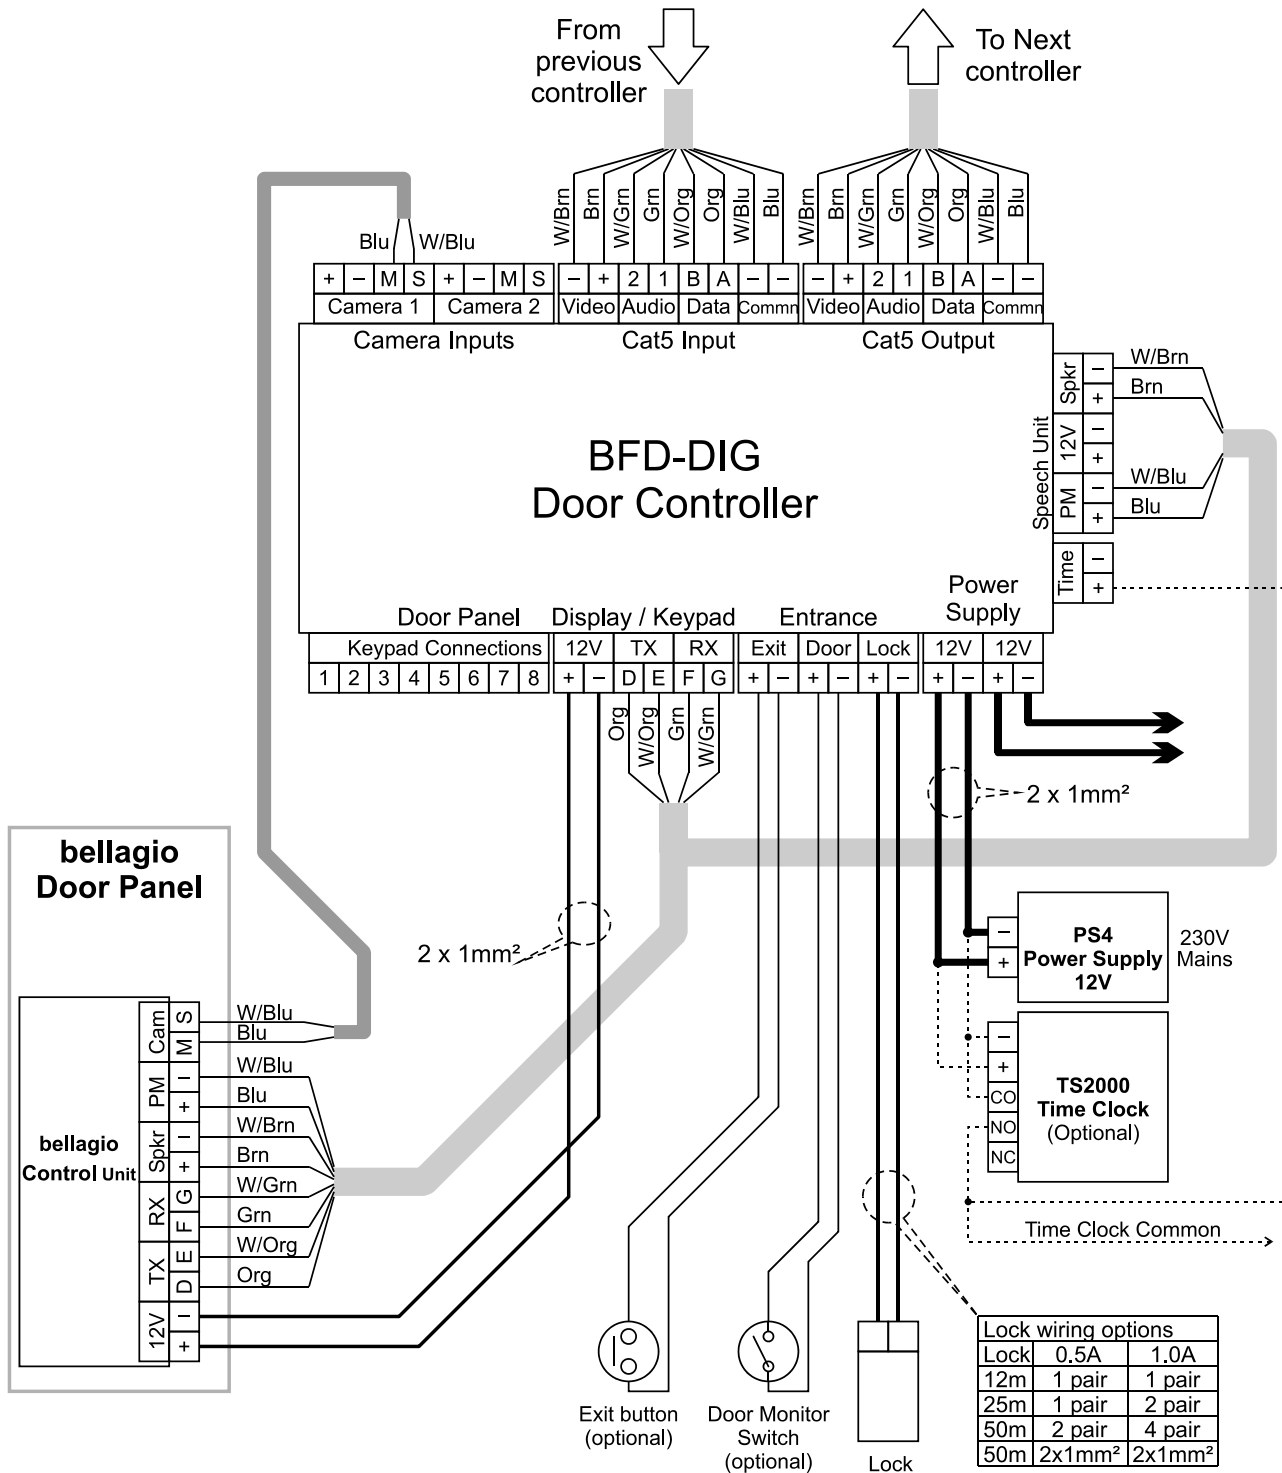 From
previous
controller
To Next
controller
W/Brn
Brn
W/Grn
Grn
W/Org
Org
W/Blu
Blu
W/Brn
Brn
W/Grn
Grn
W/Org
Org
W/Blu
Blu
Blu W/Blu
+ − M S + − M S
− + 2 1 B A − −
− + 2 1 B A − −
Camera 1 Camera 2
Video Audio Data Commn
Video Audio Data Commn
Camera Inputs
Cat5 Input
Cat5 Output
BFD-DIG
Door Controller
Speech Unit
Spkr − +
12V − +
PM − +
Time − +
W/Brn
Brn
W/Blu
Blu
Door Panel
Display / Keypad
Entrance
Power
Supply
Keypad Connections
12V TX RX
Exit Door Lock
12V 12V
1 2 3 4 5 6 7 8
+ − D E F G
+ − + − + −
+ − + −
Org
W/Org
Grn
W/Grn
2 x 1mm²
2 x 1mm²
bellagio
Door Panel
bellagio
Control Unit
Cam S M
PM − +
Spkr − +
RX G F
TX E D
12V − +
W/Blu
Blu
W/Blu
Blu
W/Brn
Brn
W/Grn
Grn
W/Org
Org
−
+
PS4
Power Supply
12V
230V
Mains
−
+
CO
NO
NC
TS2000
Time Clock
(Optional)
Time Clock Common
Exit button
(optional)
Door Monitor
Switch
(optional)
Lock
Lock wiring options
Lock 0.5A 1.0A
12m 1 pair 1 pair
25m 1 pair 2 pair
50m 2 pair 4 pair
50m 2x1mm² 2x1mm²